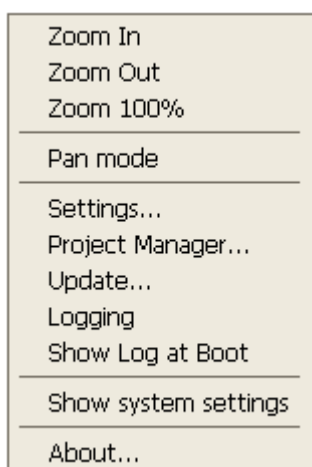 Zoom In
Zoom Out
Zoom 100%
Pan mode
Settings...
Project Manager...
Update...
Logging
Show Log at Boot
Show system settings
About...